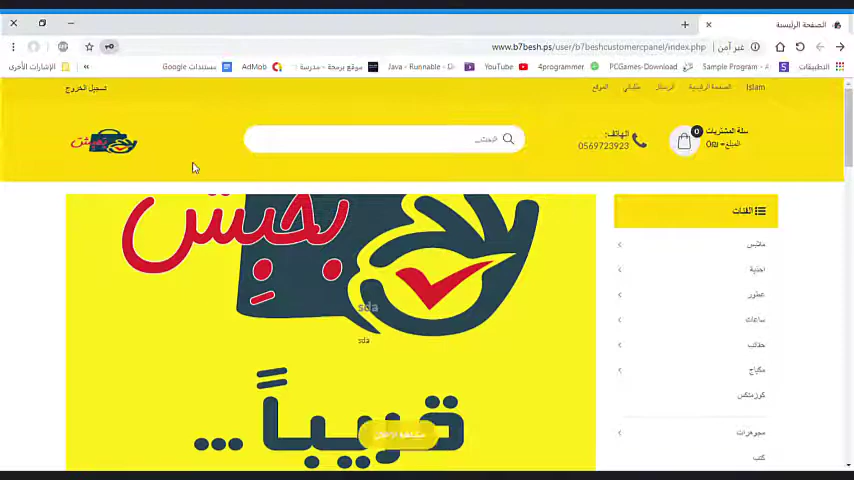 الصفحة الرئيسية
www.b7besh.ps/user/b7beshcustomercpanel/index.php
غير آمن
التطبيقات
Sample Program - A...
PCGames-Download
4programmer
YouTube
Java - Runnable - D...
موقع برمجة - مدرسة ...
AdMob
مستندات Google
»
الإشارات الأخرى
Islam
الصفحة الرئيسية
طلباتي
الموقع
تسجيل الخروج
سلة المشتريات
0
الهاتف:
0569723923
البحث...
بحبش
الفئات
ملابس
احذية
عطور
ساعات
حقائب
مكياج
كوزمتكس
مجوهرات
كتب
بحبش
sda
sda
قريباً ...